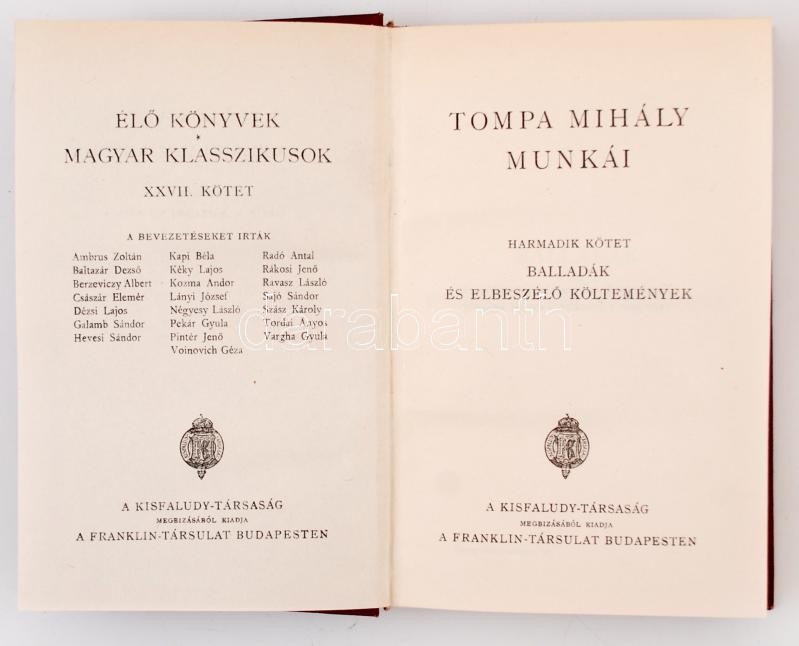 ÉLŐ KÖNYVEK
*
MAGYAR KLASSZIKUSOK
XXVII. KÖTET
A BEVEZETÉSEKET IRTÁK
Ambrus Zoltán
Baltazár Dezső
Berzeviczy Albert
Császár Elemér
Dézsi Lajos
Galamb Sándor
Hevesi Sándor
Kapi Béla
Kéky Lajos
Kozma Andor
Lányi József
Négyesy László
Pekár Gyula
Pintér Jenő
Voinovich Géza
Radó Antal
Rákosi Jenő
Ravasz László
Sajó Sándor
Szász Károly
Tordai Ányos
Vargha Gyula
A KISFALUDY-TÁRSASÁG
MEGBIZÁSÁBÓL KIADJA
A FRANKLIN-TÁRSULAT BUDAPESTEN
TOMPA MIHÁLY
MUNKÁI
HARMADIK KÖTET
BALLADÁK
ÉS ELBESZÉLŐ KÖLTEMÉNYEK
A KISFALUDY-TÁRSASÁG
MEGBIZÁSÁBÓL KIADJA
A FRANKLIN-TÁRSULAT BUDAPESTEN
darabanth